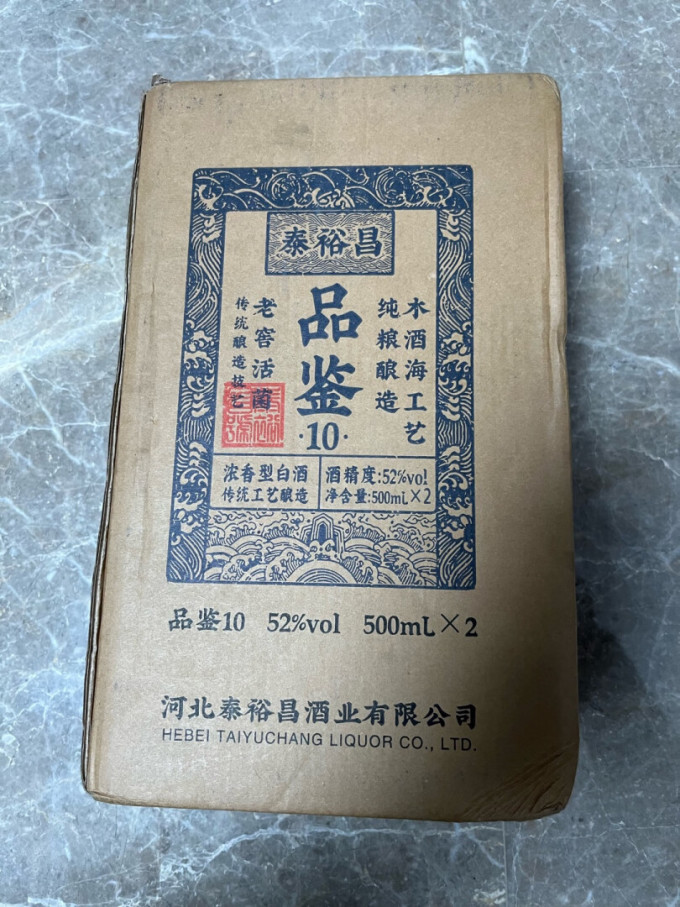 泰裕昌
木酒海工艺
纯粮酿造
品鉴
·10·
老窖活菌
传统酿造技艺
浓香型白酒
传统工艺酿造
酒精度:52%vol
净含量:500mL×2
品鉴10 52%vol 500mL×2
河北泰裕昌酒业有限公司
HEBEI TAIYUCHANG LIQUOR CO., LTD.